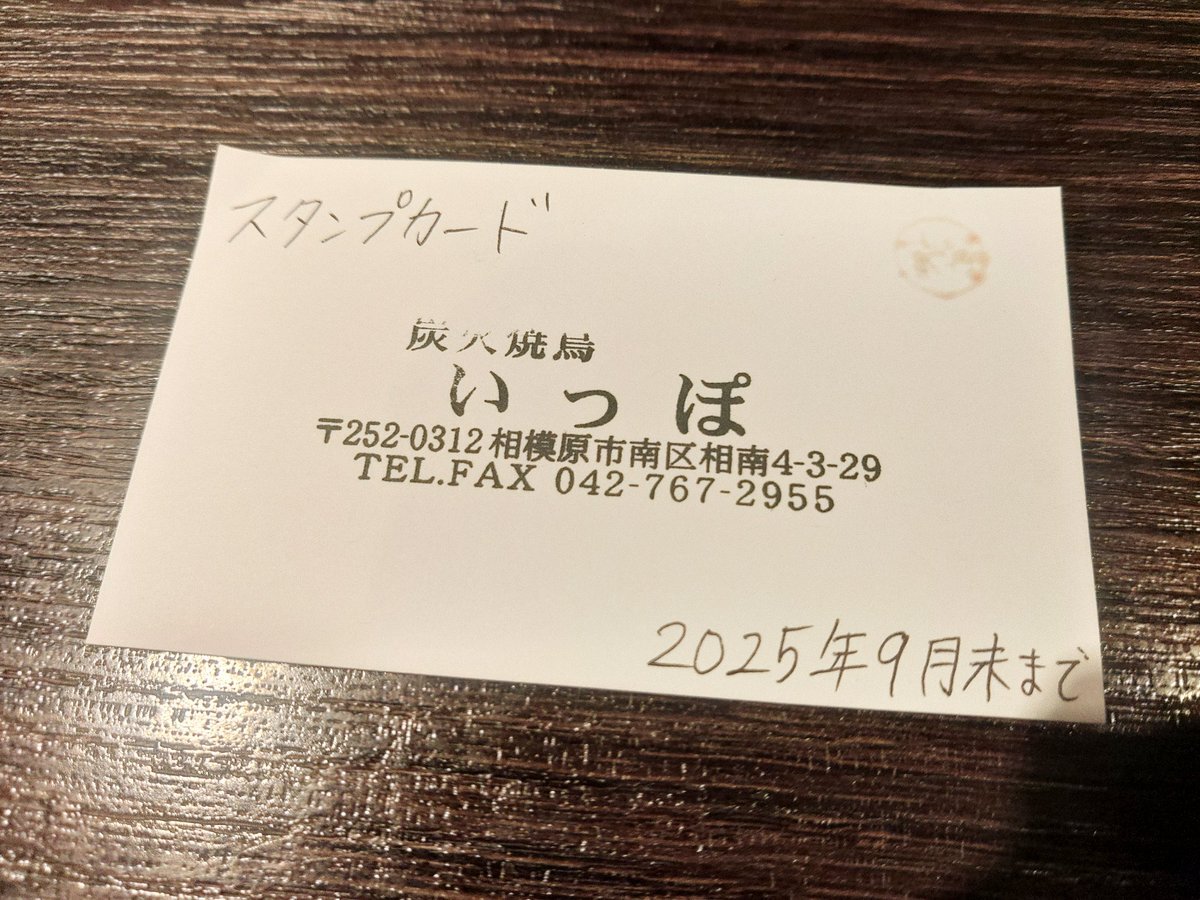 スタンプカード
炭火焼鳥
いっぽ
〒252-0312 相模原市南区相南4-3-29
TEL.FAX 042-767-2955
2025年9月末まで